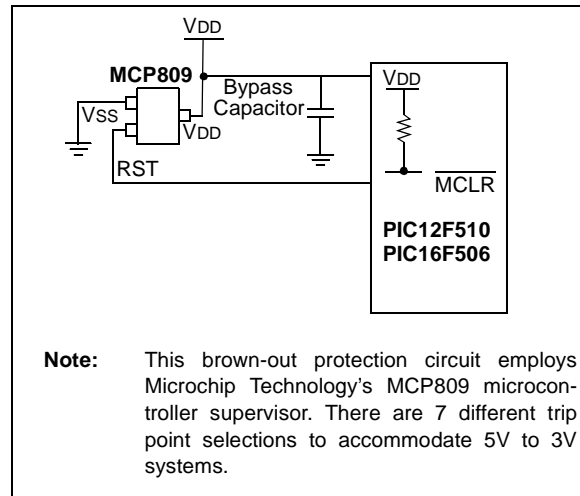 VDD
MCP809
Bypass
Capacitor
VDD
VSS
VDD
RST
MCLR
PIC12F510
PIC16F506
Note: This brown-out protection circuit employs
Microchip Technology's MCP809 microcon-
troller supervisor. There are 7 different trip
point selections to accommodate 5V to 3V
systems.